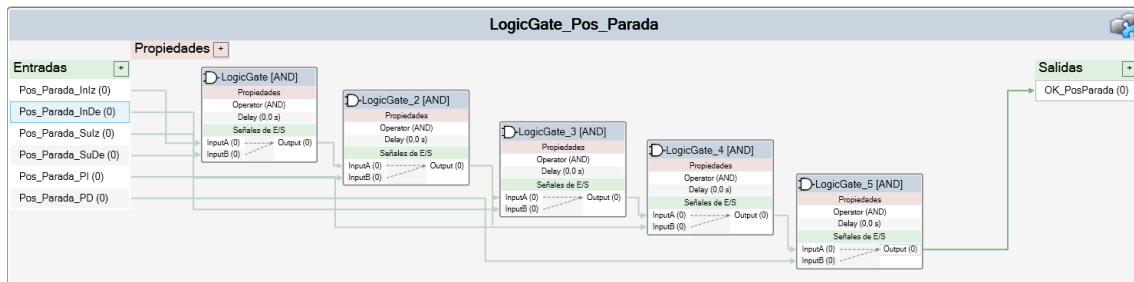 LogicGate_Pos_Parada
Propiedades +
Entradas +
Pos_Parada_InIz (0)
Pos_Parada_InDe (0)
Pos_Parada_SuIz (0)
Pos_Parada_SuDe (0)
Pos_Parada_PI (0)
Pos_Parada_PD (0)
LogicGate [AND]
Propiedades
Operator (AND)
Delay (0,0 s)
Señales de E/S
InputA (0) Output (0)
InputB (0)
LogicGate_2 [AND]
Propiedades
Operator (AND)
Delay (0,0 s)
Señales de E/S
InputA (0) Output (0)
InputB (0)
LogicGate_3 [AND]
Propiedades
Operator (AND)
Delay (0,0 s)
Señales de E/S
InputA (0) Output (0)
InputB (0)
LogicGate_4 [AND]
Propiedades
Operator (AND)
Delay (0,0 s)
Señales de E/S
InputA (0) Output (0)
InputB (0)
LogicGate_5 [AND]
Propiedades
Operator (AND)
Delay (0,0 s)
Señales de E/S
InputA (0) Output (0)
InputB (0)
Salidas +
OK_PosParada (0)